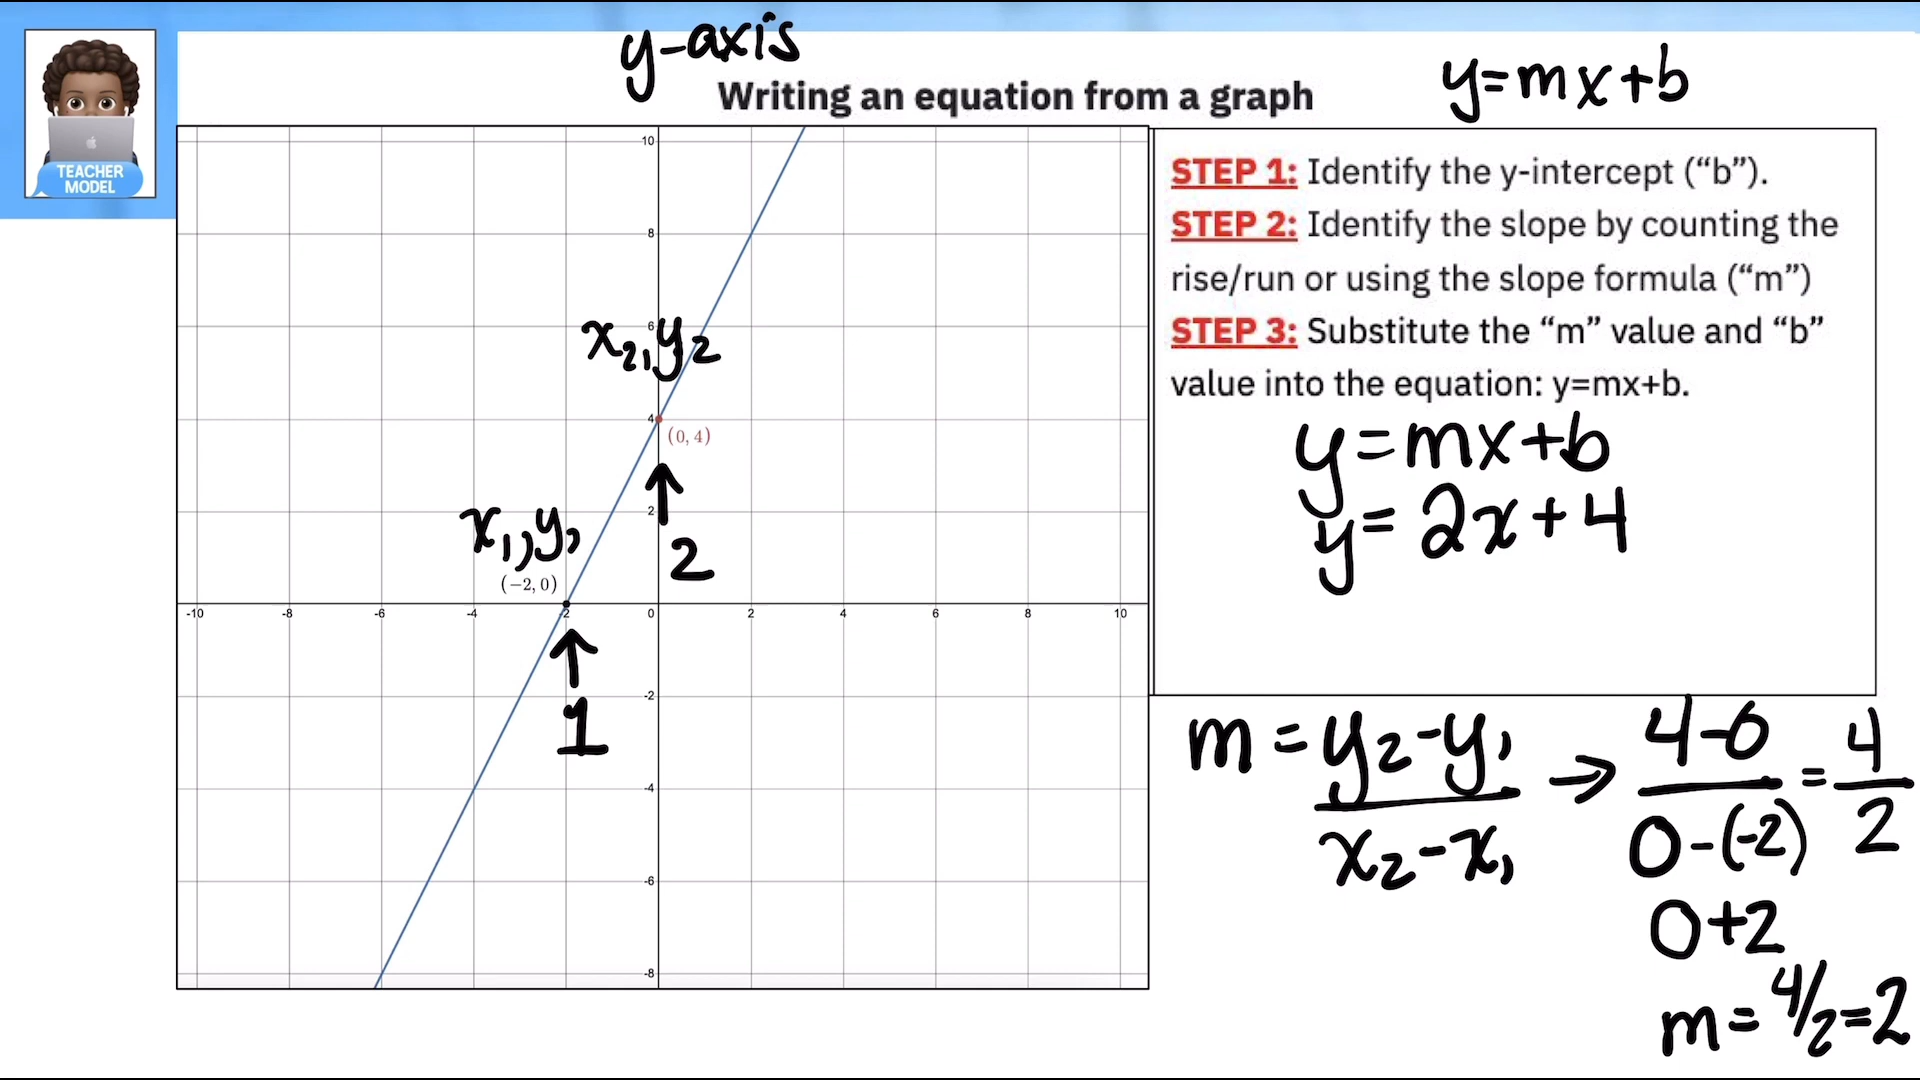 y-axis
Writing an equation from a graph
y=mx+b
TEACHER
MODEL
STEP 1: Identify the y-intercept (“b”).
STEP 2: Identify the slope by counting the
rise/run or using the slope formula (“m”)
STEP 3: Substitute the “m” value and “b”
value into the equation: y=mx+b.
y=mx+b
y=2x+4
10
8
6
x₂,y₂
4
(0, 4)
2
2
x₁,y₁
(−2, 0)
-10 -8 -6 -4 -2 0 2 4 6 8 10
1
-2
-4
-6
-8
m = y₂-y₁ / x₂-x₁ → 4-0 / 0-(-2) = 4 / 2
0+2
m=4/2=2